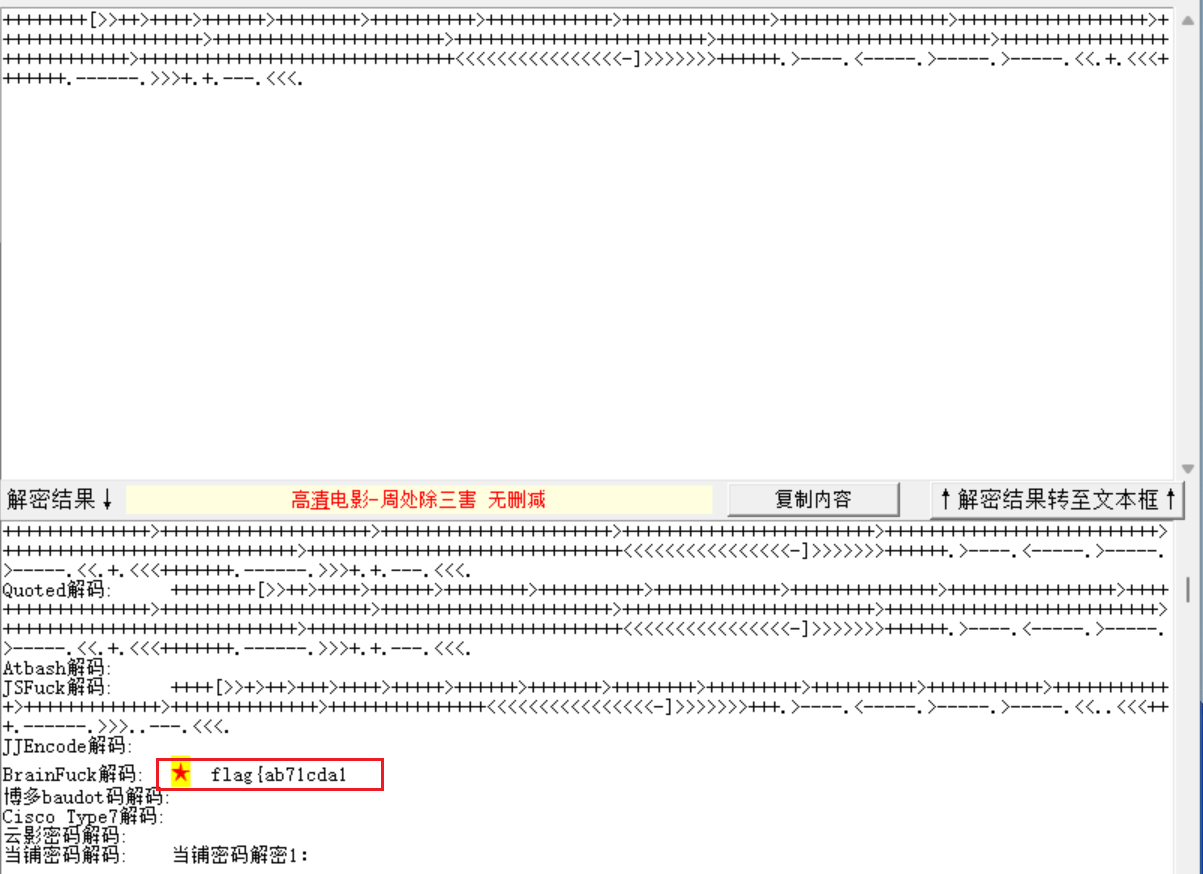 ++++++++[>>++>++++>++++++>++++++++>++++++++++>++++++++++++>++++++++++++++>++++++++++++++++>++++++++++++++++++>+
+++++++++++++++++++>++++++++++++++++++++++>++++++++++++++++++++++++>++++++++++++++++++++++++++>++++++++++++++++
++++++++++++>++++++++++++++++++++++++++++++<<<<<<<<<<<<<<<<-]>>>>>>>++++++.>----.<-----.>-----.>-----.<<.+.<<<+
++++++.------.>>>+.+.---.<<<.
解密结果↓ 高清电影-周处除三害 无删减 复制内容 ↑解密结果转至文本框↑
++++++++++++++>++++++++++++++++++++>++++++++++++++++++++++>++++++++++++++++++++++++>++++++++++++++++++++++++++>
++++++++++++++++++++++++++++>++++++++++++++++++++++++++++++<<<<<<<<<<<<<<<<-]>>>>>>>++++++.>----.<-----.>-----.
>-----.<<.+.<<<+++++++.------.>>>+.+.---.<<<.
Quoted解码: ++++++++[>>++>++++>++++++>++++++++>++++++++++>++++++++++++>++++++++++++++>++++++++++++++++>++++
++++++++++++++>++++++++++++++++++++>++++++++++++++++++++++>++++++++++++++++++++++++>++++++++++++++++++++++++++>
++++++++++++++++++++++++++++>++++++++++++++++++++++++++++++<<<<<<<<<<<<<<<<-]>>>>>>>++++++.>----.<-----.>-----.
>-----.<<.+.<<<+++++++.------.>>>+.+.---.<<<.
Atbash解码:
JSFuck解码: ++++[>>+>++>+++>++++>+++++>++++++>+++++++>++++++++>+++++++++>++++++++++>+++++++++++>+++++++++++
+>+++++++++++++>++++++++++++++>+++++++++++++++<<<<<<<<<<<<<<<<-]>>>>>>>+++.>----.<-----.>-----.>-----.<<..<<<++
+.------.>>>..---.<<<.
JJEncode解码:
BrainFuck解码: ★ flag{ab71cda1
博多baudot码解码:
Cisco Type7解码:
云影密码解码:
当铺密码解码: 当铺密码解密1: